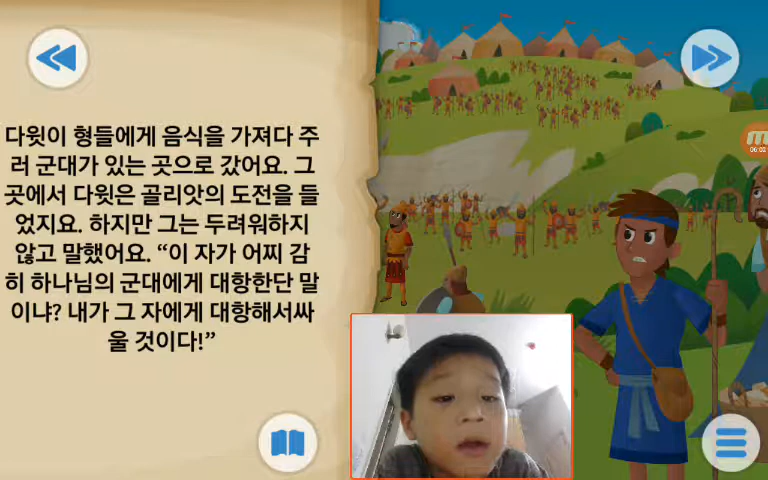 다윗이 형들에게 음식을 가져다 주
러 군대가 있는 곳으로 갔어요. 그
곳에서 다윗은 골리앗의 도전을 들
었지요. 하지만 그는 두려워하지
않고 말했어요. “이 자가 어찌 감
히 하나님의 군대에게 대항한단 말
이냐? 내가 그 자에게 대항해서싸
울 것이다!”